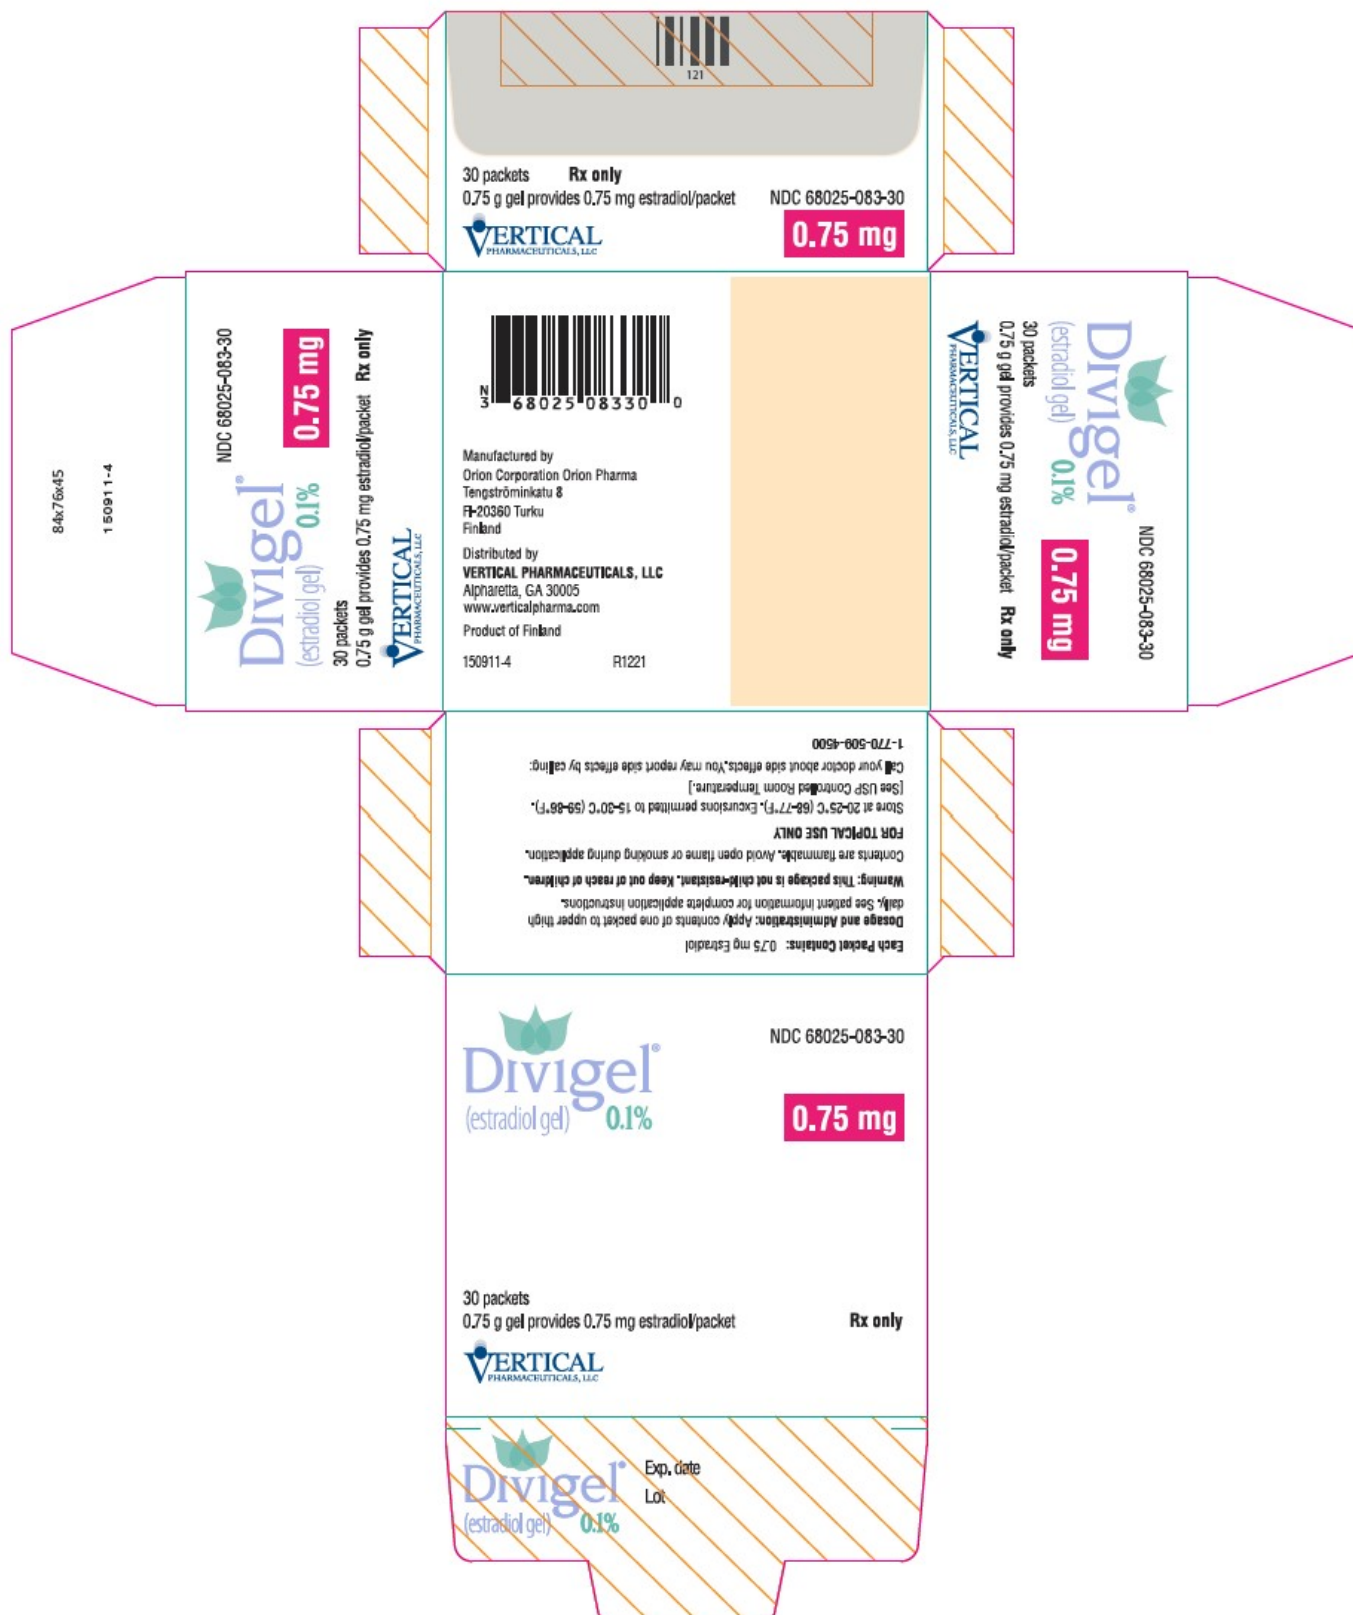 121
30 packets Rx only
0.75 g gel provides 0.75 mg estradiol/packet NDC 68025-083-30
VERTICAL
PHARMACEUTICALS, LLC
0.75 mg
84x76x45
150911-4
NDC 68025-083-30
0.75 mg
Divigel®
(estradiol gel) 0.1%
30 packets
0.75 g gel provides 0.75 mg estradiol/packet Rx only
VERTICAL
PHARMACEUTICALS, LLC
N
3 68025 08330 0
Manufactured by
Orion Corporation Orion Pharma
Tengströminkatu 8
FI-20360 Turku
Finland
Distributed by
VERTICAL PHARMACEUTICALS, LLC
Alpharetta, GA 30005
www.verticalpharma.com
Product of Finland
150911-4 R1221
Divigel®
(estradiol gel) 0.1%
30 packets
0.75 g gel provides 0.75 mg estradiol/packet Rx only
VERTICAL
PHARMACEUTICALS, LLC
NDC 68025-083-30
0.75 mg
Each Packet Contains: 0.75 mg Estradiol
Dosage and Administration: Apply contents of one packet to upper thigh
daily. See patient information for complete application instructions.
Warning: This package is not child-resistant. Keep out of reach of children.
Contents are flammable. Avoid open flame or smoking during application.
FOR TOPICAL USE ONLY
Store at 20-25°C (68-77°F). Excursions permitted to 15-30°C (59-86°F).
[See USP Controlled Room Temperature.]
Call your doctor about side effects.You may report side effects by calling:
1-770-509-4500
Divigel®
(estradiol gel) 0.1%
NDC 68025-083-30
0.75 mg
30 packets
0.75 g gel provides 0.75 mg estradiol/packet Rx only
VERTICAL
PHARMACEUTICALS, LLC
Divigel®
(estradiol gel) 0.1%
Exp. date
Lot